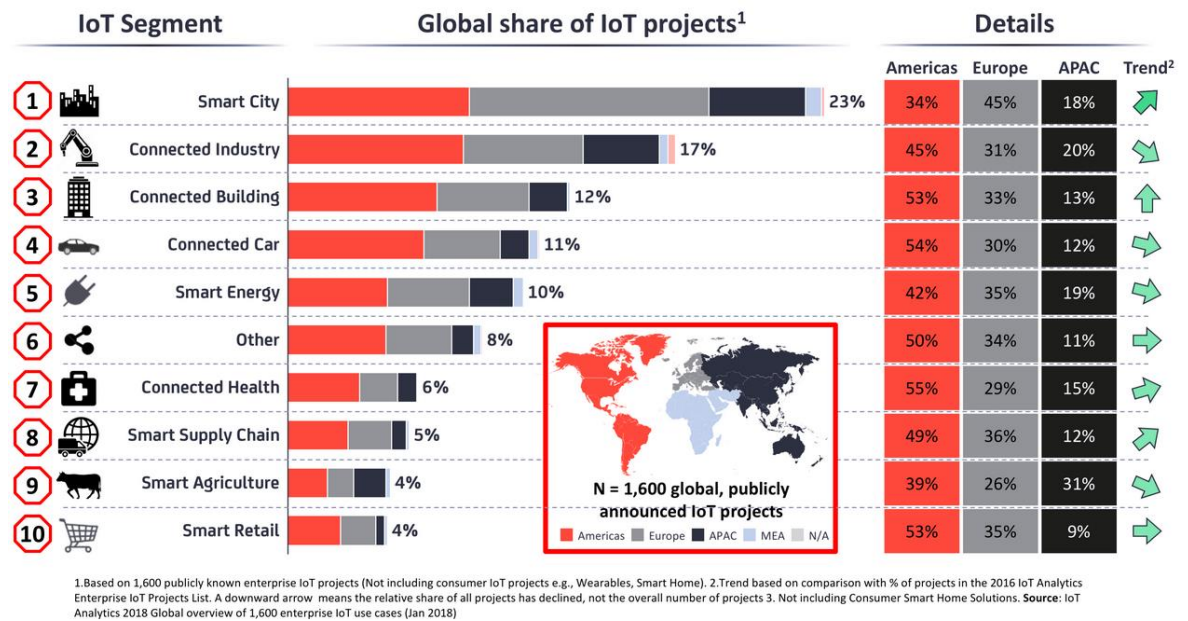 IoT Segment Global share of IoT projects1 Details
Americas Europe APAC Trend2
1 Smart City 23% 34% 45% 18%
2 Connected Industry 17% 45% 31% 20%
3 Connected Building 12% 53% 33% 13%
4 Connected Car 11% 54% 30% 12%
5 Smart Energy 10% 42% 35% 19%
6 Other 8% 50% 34% 11%
7 Connected Health 6% 55% 29% 15%
8 Smart Supply Chain 5% 49% 36% 12%
9 Smart Agriculture 4% 39% 26% 31%
10 Smart Retail 4% 53% 35% 9%
N = 1,600 global, publicly
announced IoT projects
Americas Europe APAC MEA N/A
1.Based on 1,600 publicly known enterprise IoT projects (Not including consumer IoT projects e.g., Wearables, Smart Home). 2.Trend based on comparison with % of projects in the 2016 IoT Analytics
Enterprise IoT Projects List. A downward arrow means the relative share of all projects has declined, not the overall number of projects 3. Not including Consumer Smart Home Solutions. Source: IoT
Analytics 2018 Global overview of 1,600 enterprise IoT use cases (Jan 2018)